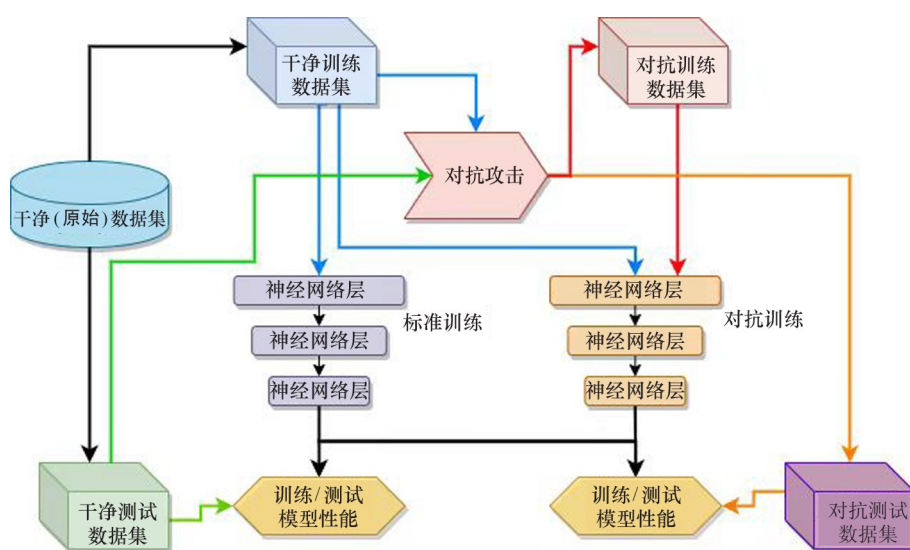 干净训练
数据集
对抗训练
数据集
对抗攻击
干净(原始)数据集
神经网络层
神经网络层
标准训练
对抗训练
神经网络层
神经网络层
神经网络层
神经网络层
干净测试
数据集
训练/测试
模型性能
训练/测试
模型性能
对抗测试
数据集